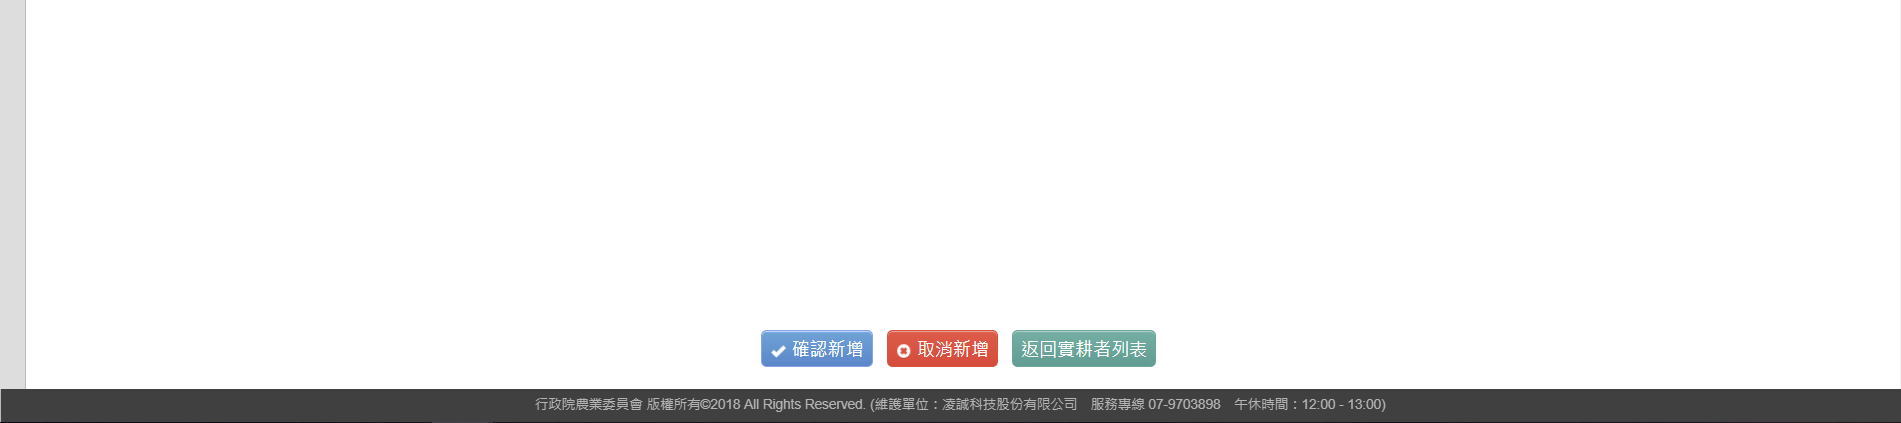 確認新增 取消新增 返回實耕者列表
行政院農業委員會 版權所有©2018 All Rights Reserved. (維護單位：凌誠科技股份有限公司　服務專線 07-9703898　午休時間：12:00 - 13:00)